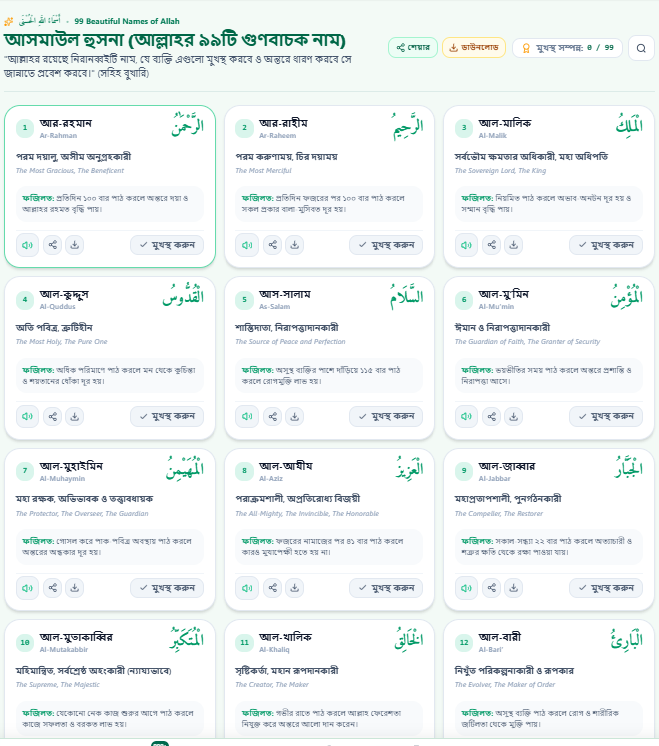 أسماء الله الحسنى • 99 Beautiful Names of Allah
আসমাউল হুসনা (আল্লাহর ৯৯টি গুণবাচক নাম)
"আল্লাহর রয়েছে নিরানব্বইটি নাম, যে ব্যক্তি এগুলো মুখস্থ করবে ও অন্তরে ধারণ করবে সে
জান্নাতে প্রবেশ করবে।" (সহিহ বুখারি)
শেয়ার
ডাউনলোড
মুখস্থ সম্পন্ন: 0 / 99
1
আর-রহমান
Ar-Rahman
الرَّحْمَنُ
পরম দয়ালু, অসীম অনুগ্রহকারী
The Most Gracious, The Beneficent
ফজিলত: প্রতিদিন ১০০ বার পাঠ করলে অন্তরে দয়া ও
আল্লাহর রহমত বৃদ্ধি পায়।
মুখস্থ করুন
2
আর-রাহীম
Ar-Raheem
الرَّحِيمُ
পরম করুণাময়, চির দয়াময়
The Most Merciful
ফজিলত: প্রতিদিন ফজরের পর ১০০ বার পাঠ করলে
সকল প্রকার বালা-মুসিবত দূর হয়।
মুখস্থ করুন
3
আল-মালিক
Al-Malik
الْمَلِكُ
সর্বভৌম ক্ষমতার অধিকারী, মহা অধিপতি
The Sovereign Lord, The King
ফজিলত: নিয়মিত পাঠ করলে অভাব-অনটন দূর হয় ও
সম্মান বৃদ্ধি পায়।
মুখস্থ করুন
4
আল-কুদ্দুস
Al-Quddus
الْقُدُّوسُ
অতি পবিত্র, ত্রুটিহীন
The Most Holy, The Pure One
ফজিলত: অধিক পরিমাণে পাঠ করলে মন থেকে কুচিন্তা
ও শয়তানের ধোঁকা দূর হয়।
মুখস্থ করুন
5
আস-সালাম
As-Salam
السَّلَامُ
শান্তিদাতা, নিরাপত্তাদানকারী
The Source of Peace and Perfection
ফজিলত: অসুস্থ ব্যক্তির পাশে দাঁড়িয়ে ১১৫ বার পাঠ
করলে রোগমুক্তি লাভ হয়।
মুখস্থ করুন
6
আল-মু'মিন
Al-Mu'min
الْمُؤْمِنُ
ঈমান ও নিরাপত্তাদানকারী
The Guardian of Faith, The Granter of Security
ফজিলত: ভয়ভীতির সময় পাঠ করলে অন্তরে প্রশান্তি ও
নিরাপত্তা আসে।
মুখস্থ করুন
7
আল-মুহাইমিন
Al-Muhaymin
الْمُهَيْمِنُ
মহা রক্ষক, অভিভাবক ও তত্ত্বাবধায়ক
The Protector, The Overseer, The Guardian
ফজিলত: গোসল করে পাক-পবিত্র অবস্থায় পাঠ করলে
অন্তরের অন্ধকার দূর হয়।
মুখস্থ করুন
8
আল-আযীয
Al-Aziz
الْعَزِيزُ
পরাক্রমশালী, অপ্রতিরোধ্য বিজয়ী
The All-Mighty, The Invincible, The Honorable
ফজিলত: ফজরের নামাজের পর ৪১ বার পাঠ করলে
কারও মুখাপেক্ষী হতে হয় না।
মুখস্থ করুন
9
আল-জাব্বার
Al-Jabbar
الْجَبَّارُ
মহাপ্রতাপশালী, পুনর্গঠনকারী
The Compeller, The Restorer
ফজিলত: সকাল-সন্ধ্যা ২২ বার পাঠ করলে অত্যাচারী ও
শত্রুর ক্ষতি থেকে রক্ষা পাওয়া যায়।
মুখস্থ করুন
10
আল-মুতাকাব্বির
Al-Mutakabbir
الْمُتَكَبِّرُ
মহিমান্বিত, সর্বশ্রেষ্ঠ অহংকারী (ন্যায্যভাবে)
The Supreme, The Majestic
ফজিলত: যেকোনো নেক কাজ শুরুর আগে পাঠ করলে
কাজে সফলতা ও বরকত লাভ হয়।
11
আল-খালিক
Al-Khaliq
الْخَالِقُ
সৃষ্টিকর্তা, মহান রূপদানকারী
The Creator, The Maker
ফজিলত: গভীর রাতে পাঠ করলে আল্লাহ ফেরেশতা
নিযুক্ত করে অন্তরে আলো দান করেন।
12
আল-বারী
Al-Bari'
الْبَارِئُ
নিখুঁত পরিকল্পনাকারী ও রূপকার
The Evolver, The Maker of Order
ফজিলত: অসুস্থ ব্যক্তি পাঠ করলে রোগ ও শারীরিক
জটিলতা থেকে মুক্তি পায়।